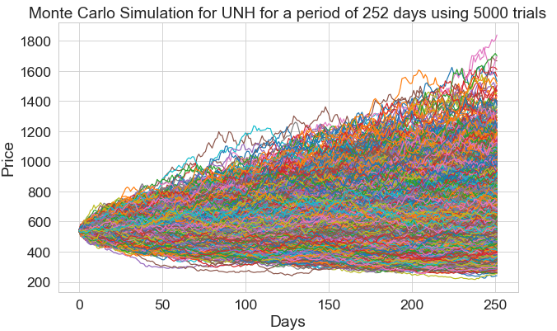 Monte Carlo Simulation for UNH for a period of 252 days using 5000 trials
1800
1600
1400
1200
1000
800
600
400
200
Price
0 50 100 150 200 250
Days